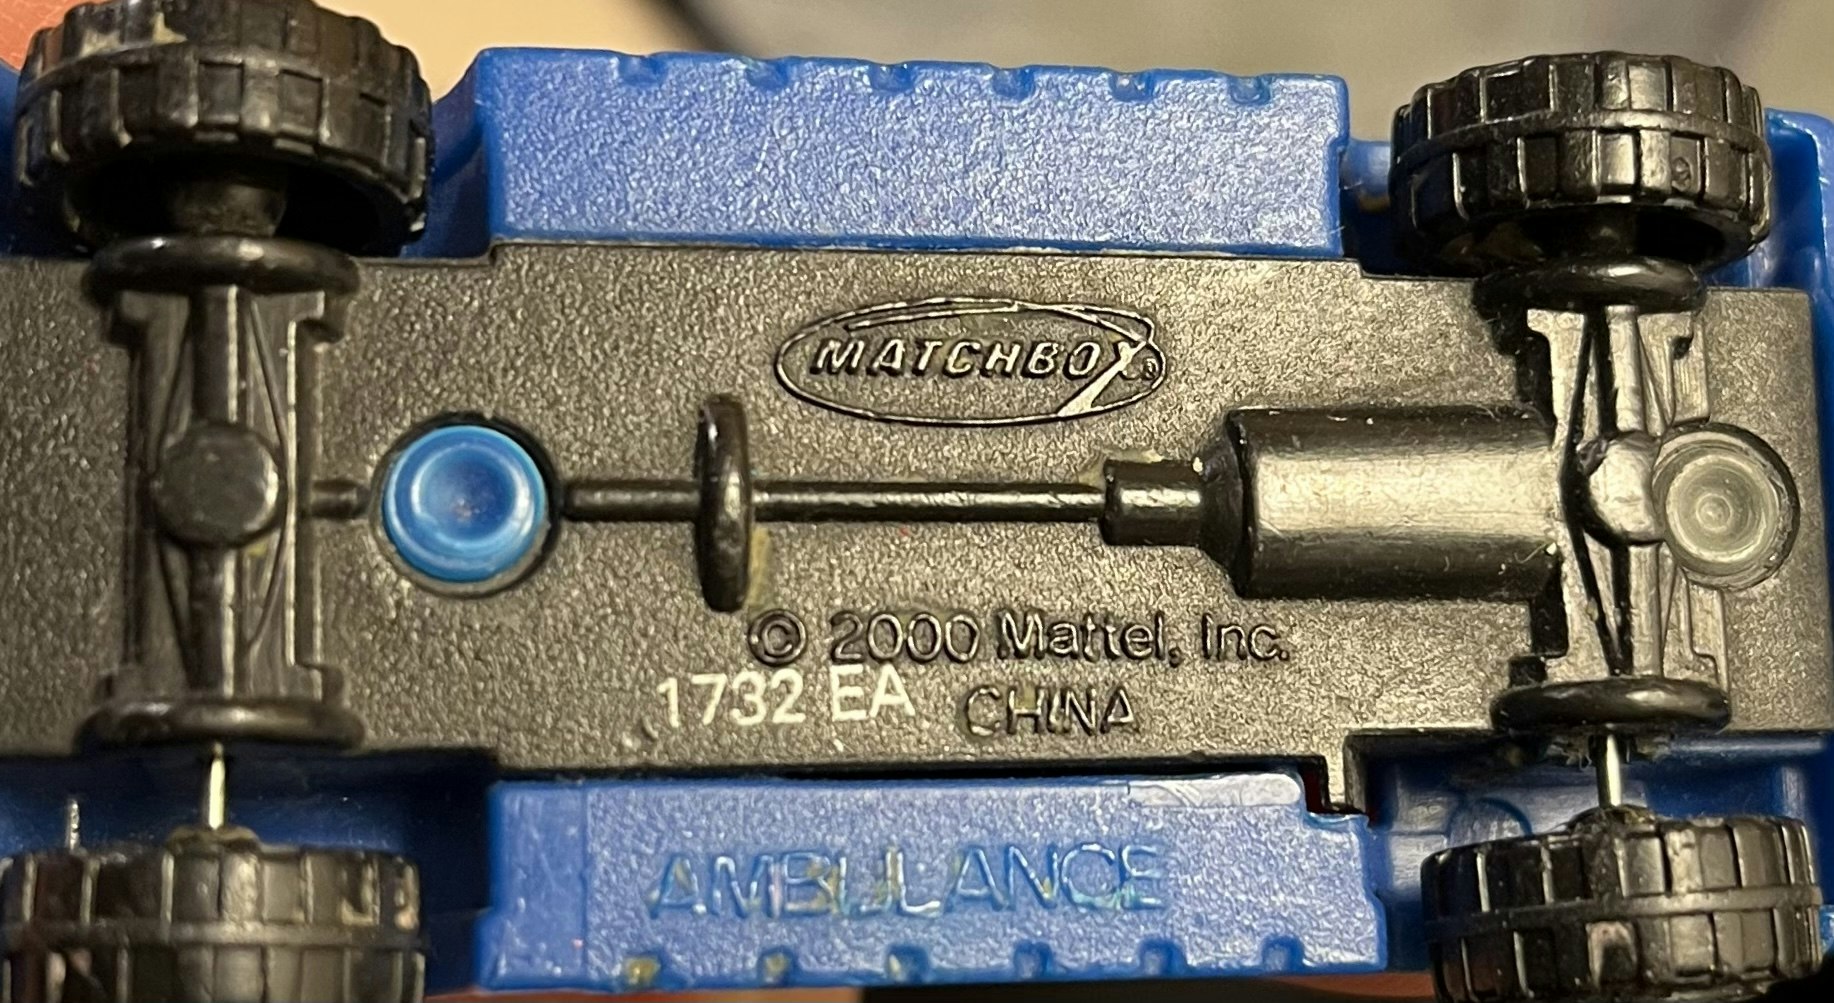 MATCHBOX®
© 2000 Mattel, Inc.
1732 EA CHINA
AMBULANCE